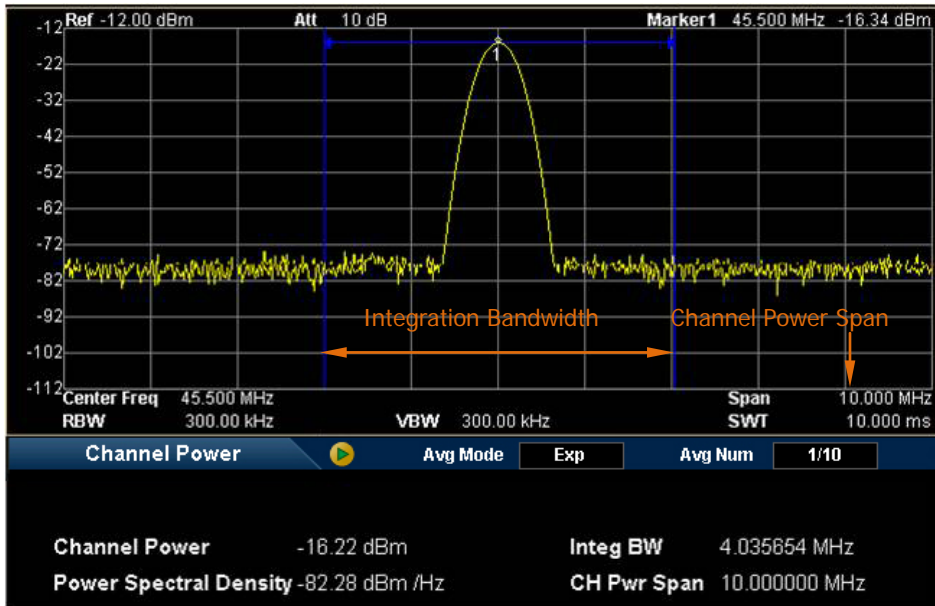 Ref -12.00 dBm Att 10 dB Marker1 45.500 MHz -16.34 dBm
-12
1
-22
-32
-42
-52
-62
-72
-82
-92
Integration Bandwidth Channel Power Span
-102
-112
Center Freq 45.500 MHz Span 10.000 MHz
RBW 300.00 kHz VBW 300.00 kHz SWT 10.000 ms
Channel Power Avg Mode Exp Avg Num 1/10
Channel Power -16.22 dBm Integ BW 4.035654 MHz
Power Spectral Density -82.28 dBm /Hz CH Pwr Span 10.000000 MHz